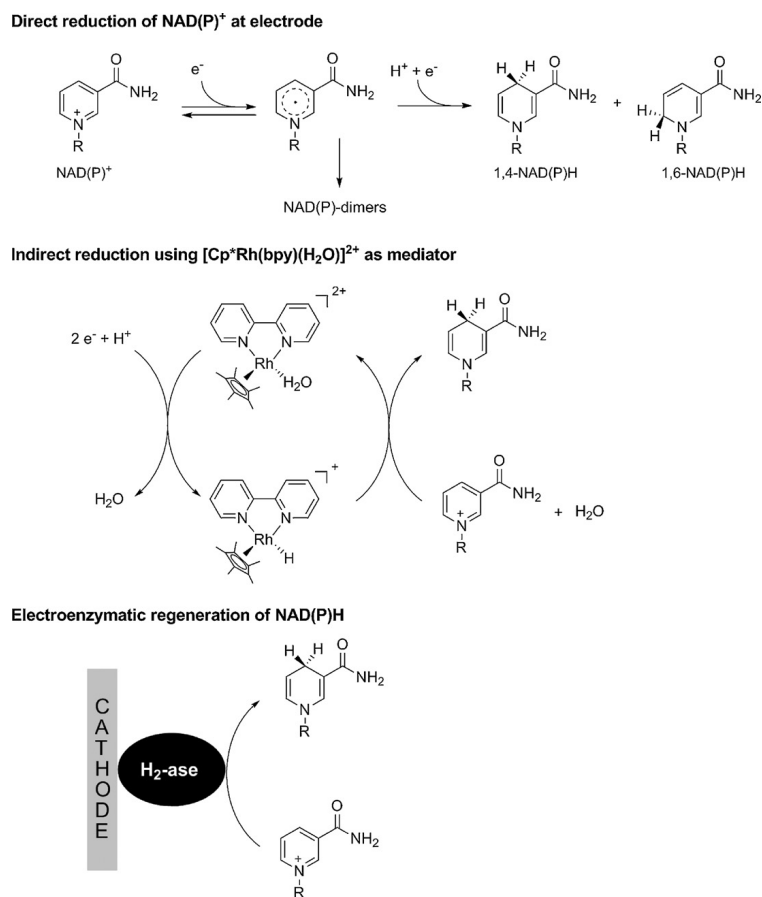 Direct reduction of NAD(P)⁺ at electrode
O
NH₂
N
+
R
NAD(P)⁺
e⁻
O
NH₂
N
R
NAD(P)-dimers
H⁺ + e⁻
H H O
NH₂
N
R
1,4-NAD(P)H
+
O
NH₂
H
H
N
R
1,6-NAD(P)H
Indirect reduction using [Cp*Rh(bpy)(H₂O)]²⁺ as mediator
2 e⁻ + H⁺
H₂O
2+
N N
Rh
H₂O
+
N N
Rh
H
H H O
NH₂
N
R
O
NH₂
N
+
R
+ H₂O
Electroenzymatic regeneration of NAD(P)H
CATHODE
H₂-ase
H H O
NH₂
N
R
O
NH₂
N
+
R